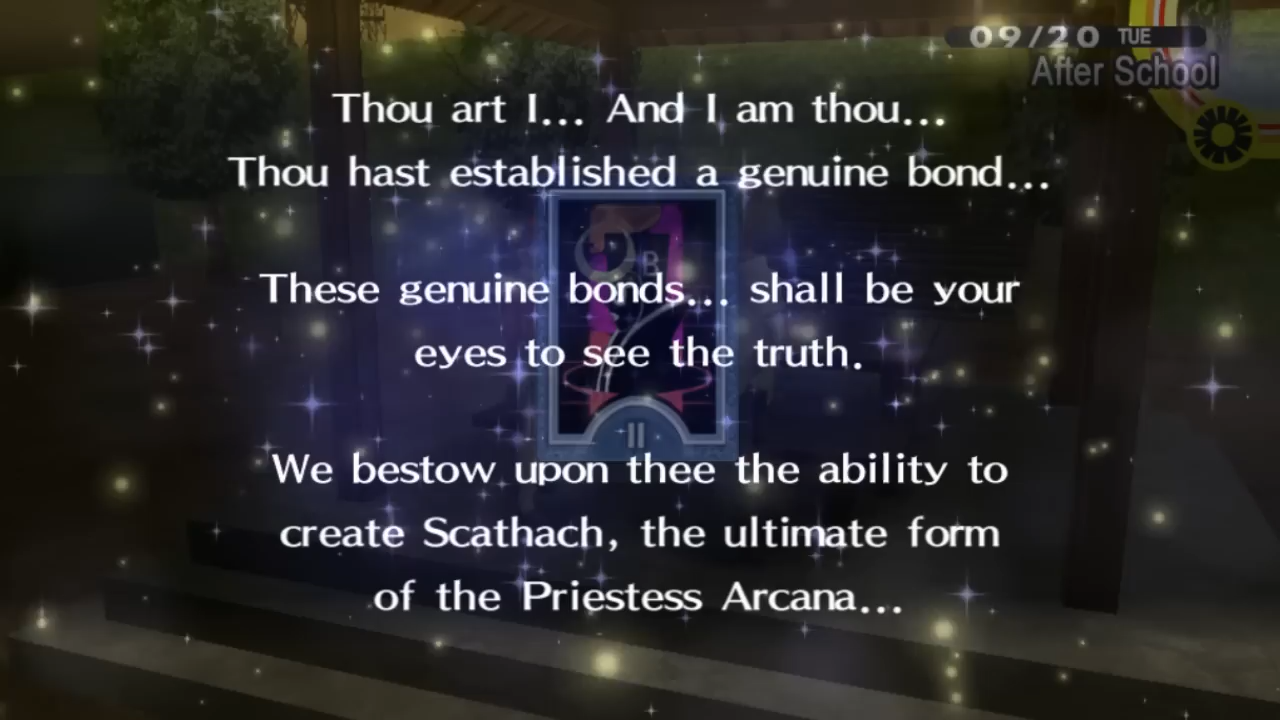 09/20 TUE
After School
Thou art I... And I am thou...
Thou hast established a genuine bond...
These genuine bonds... shall be your
eyes to see the truth.
We bestow upon thee the ability to
create Scathach, the ultimate form
of the Priestess Arcana...
B
II